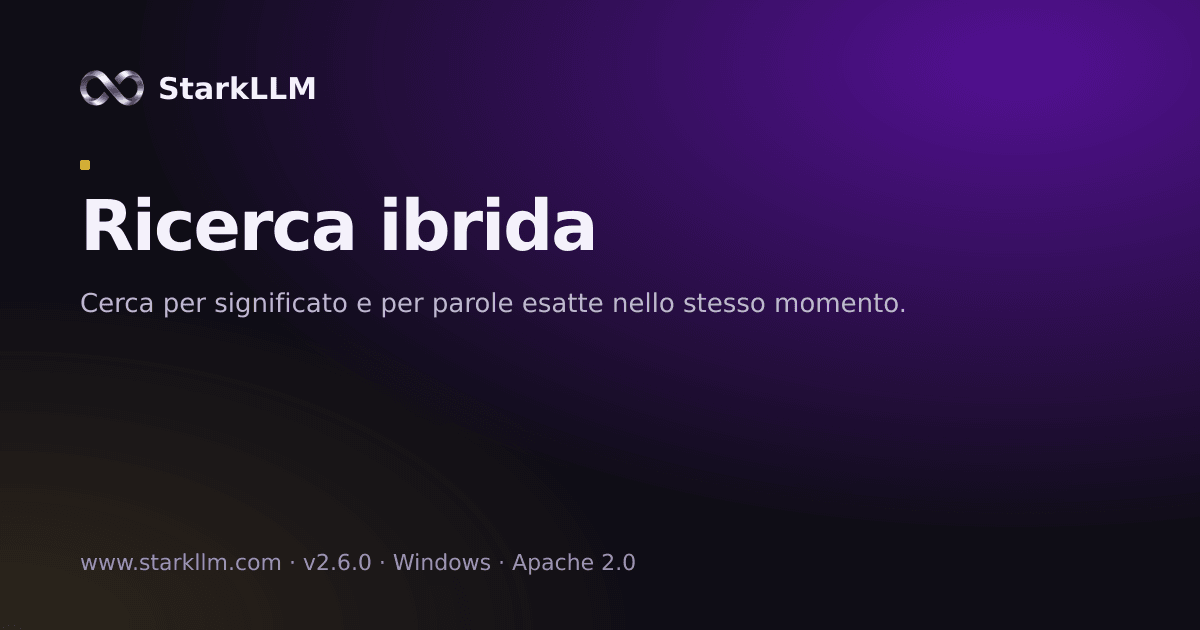 StarkLLM
Ricerca ibrida
Cerca per significato e per parole esatte nello stesso momento.
www.starkllm.com · v2.6.0 · Windows · Apache 2.0